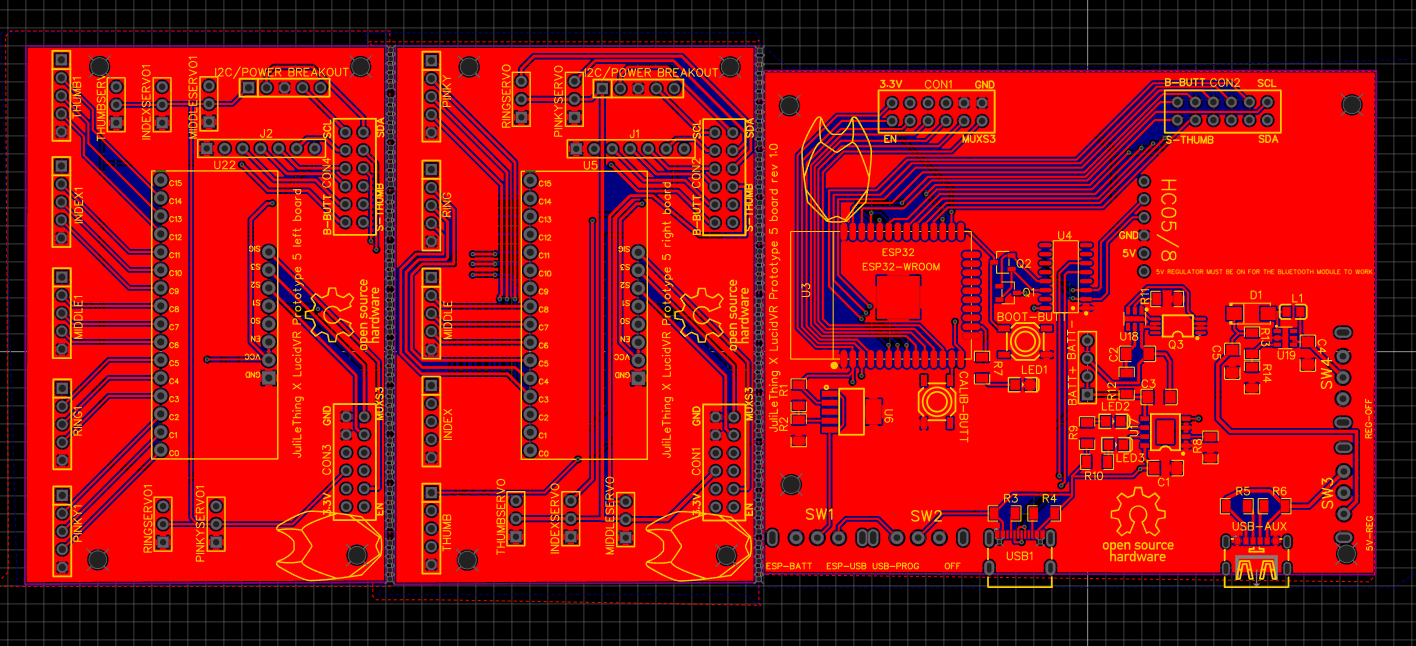 THUMB1
THUMBSERV
INDEXSERVO1
MIDDLESERVO1
I2C/POWER BREAKOUT
J2
U22
SCL
SDA
B-BUTT
CON4
S-THUMB
INDEX1
MIDDLE1
RING1
PINKY1
C15
C14
C13
C12
C11
C10
C9
C8
C7
C6
C5
C4
C3
C2
C1
C0
SIG
S3
S2
S1
S0
EN
VCC
GND
JuliLeThing X LucidVR Prototype 5 left board
open source
hardware
GND
MUXS3
CON3
3.3V
EN
RINGSERVO1
PINKYSERVO1
PINKY
RINGSERVO
PINKYSERVO
I2C/POWER BREAKOUT
J1
U5
SCL
SDA
B-BUTT
CON2
S-THUMB
RING
MIDDLE
INDEX
THUMB
C15
C14
C13
C12
C11
C10
C9
C8
C7
C6
C5
C4
C3
C2
C1
C0
SIG
S3
S2
S1
S0
EN
VCC
GND
JuliLeThing X LucidVR Prototype 5 right board
open source
hardware
GND
MUXS3
CON1
3.3V
EN
THUMBSERVO
INDEXSERVO
MIDDLESERVO
JuliLeThing X LucidVR Prototype 5 board rev 1.0
3.3V
CON1
GND
EN
MUXS3
B-BUTT
CON2
SCL
S-THUMB
SDA
HC05/8
GND
5V
5V REGULATOR MUST BE ON FOR THE BLUETOOTH MODULE TO WORK
U4
ESP32
ESP32-WROOM
U3
Q2
Q1
BOOT-BU
R7
LED1
CALIB-BUTT
R1
R2
U6
BATT+ BATT-
R11
U18
Q3
C2
R12
C3
LED2
R9
LED3
R10
C1
R8
D1
L1
R13
C5
U19
R14
C4
SW4
REG-OFF
SW3
5V-REG
R3
R4
USB1
R5
R6
USB-AUX
open source
hardware
SW1
SW2
ESP-BATT
ESP-USB
USB-PROG
OFF